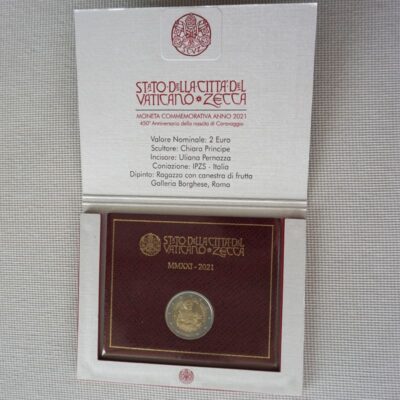 STATO DELLA CITTÀ DEL
VATICANO * ZECCA
MONETA COMMEMORATIVA ANNO 2021
450° Anniversario della nascita di Caravaggio
Valore Nominale: 2 Euro
Scultore: Chiara Principe
Incisore: Uliana Pernazza
Coniazione: IPZS - Italia
Dipinto: Ragazzo con canestra di frutta
Galleria Borghese, Roma
STATO DELLA CITTÀ DEL
VATICANO * ZECCA
MMXXI - 2021